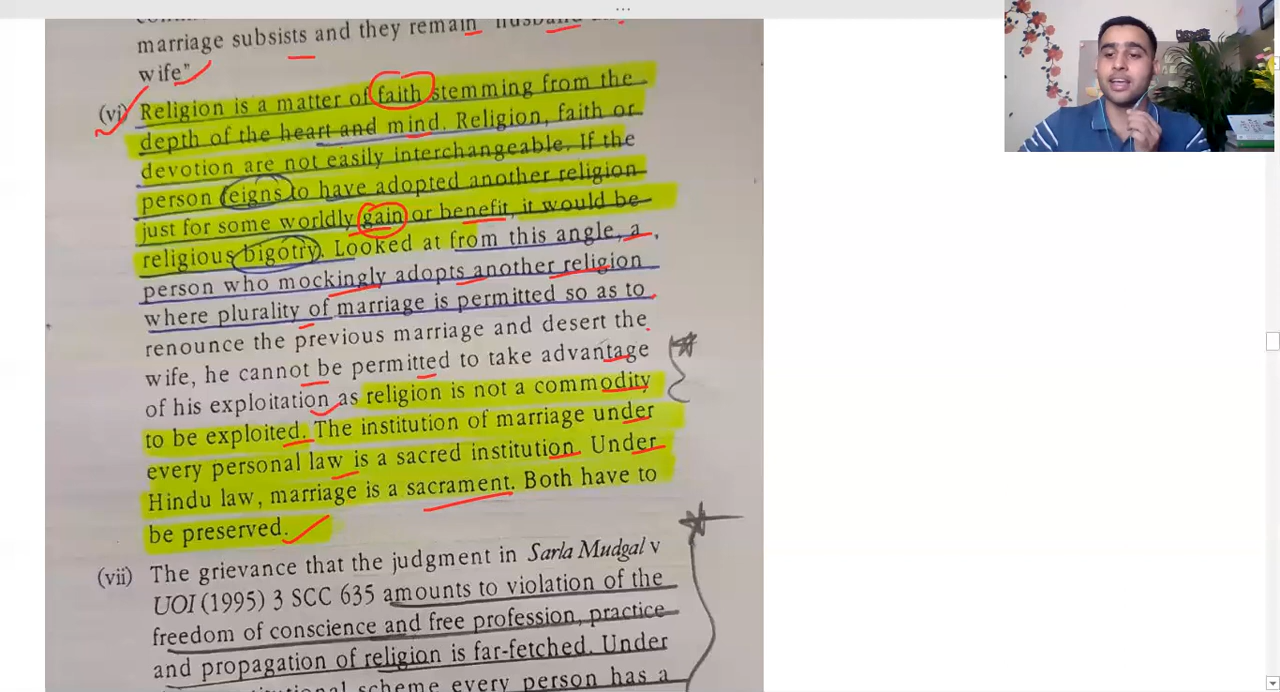 marriage subsists and they remain "husband and
wife"
(vi) Religion is a matter of faith stemming from the
depth of the heart and mind. Religion, faith or
devotion are not easily interchangeable. If the
person feigns to have adopted another religion
just for some worldly gain or benefit, it would be
religious bigotry. Looked at from this angle, a
person who mockingly adopts another religion
where plurality of marriage is permitted so as to
renounce the previous marriage and desert the
wife, he cannot be permitted to take advantage
of his exploitation as religion is not a commodity
to be exploited. The institution of marriage under
every personal law is a sacred institution. Under
Hindu law, marriage is a sacrament. Both have to
be preserved.
(vii) The grievance that the judgment in Sarla Mudgal v
UOI (1995) 3 SCC 635 amounts to violation of the
freedom of conscience and free profession, practice
and propagation of religion is far-fetched. Under
scheme every person has a